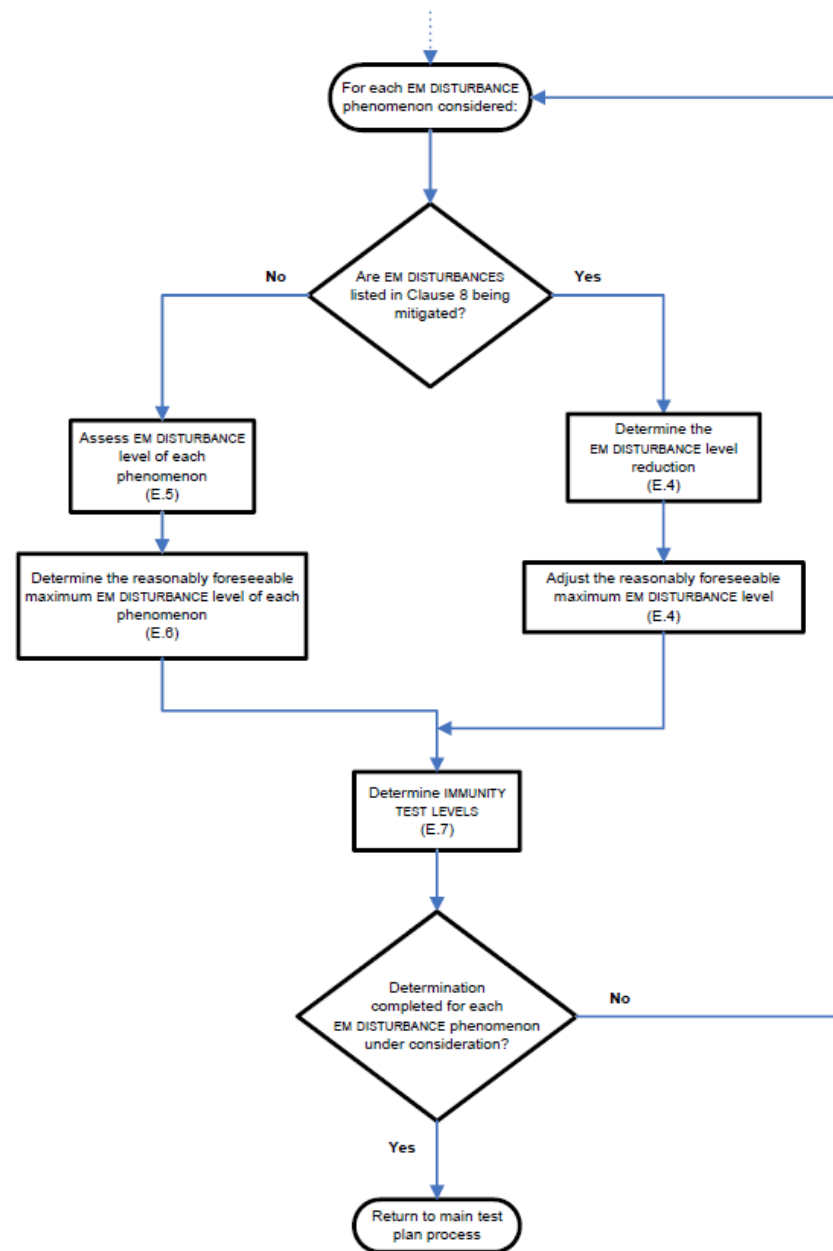 For each EM DISTURBANCE
phenomenon considered:
No
Yes
Are EM DISTURBANCES
listed in Clause 8 being
mitigated?
Assess EM DISTURBANCE
level of each
phenomenon
(E.5)
Determine the
EM DISTURBANCE level
reduction
(E.4)
Determine the reasonably foreseeable
maximum EM DISTURBANCE level of each
phenomenon
(E.6)
Adjust the reasonably foreseeable
maximum EM DISTURBANCE level
(E.4)
Determine IMMUNITY
TEST LEVELS
(E.7)
Determination
completed for each
EM DISTURBANCE phenomenon
under consideration?
No
Yes
Return to main test
plan process